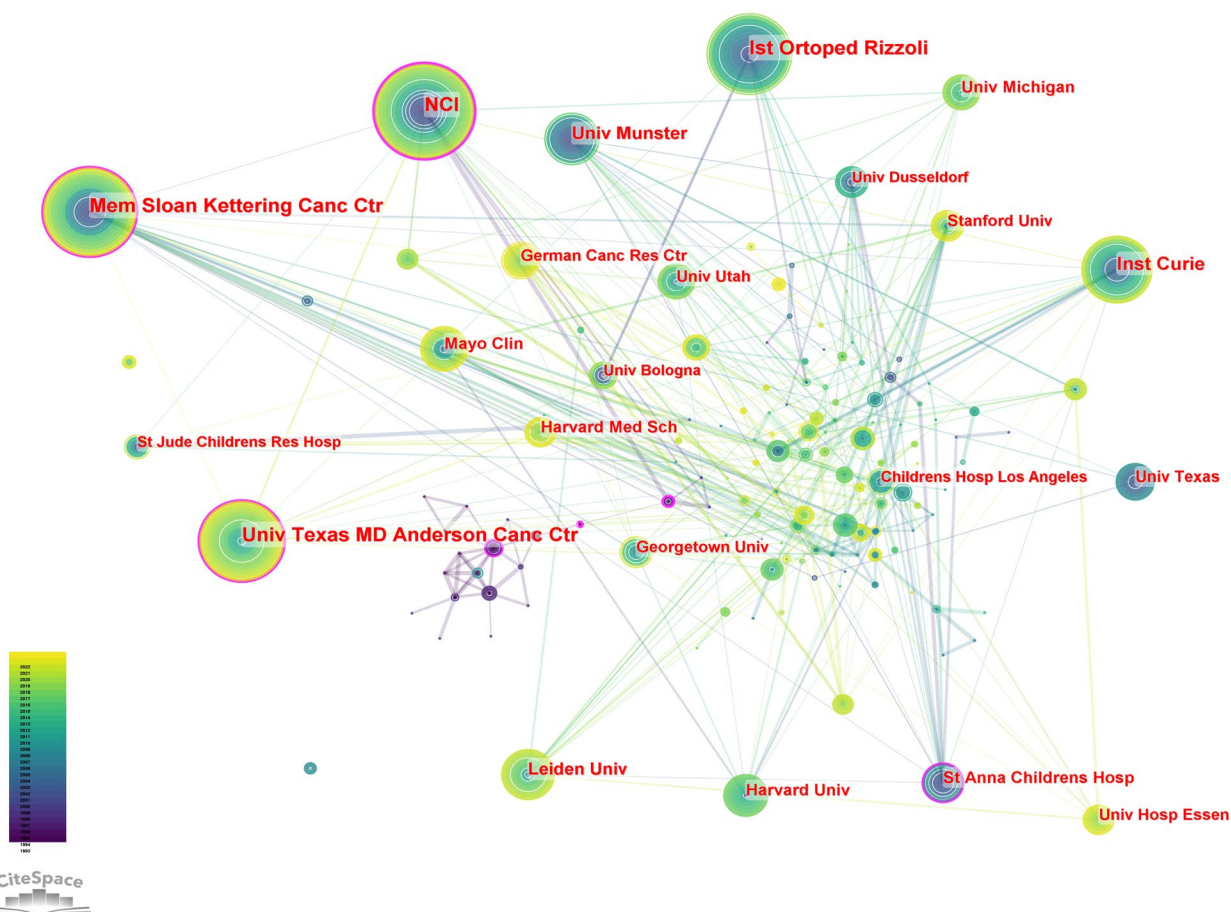 Ist Ortoped Rizzoli
Univ Michigan
NCI
Univ Munster
Univ Dusseldorf
Mem Sloan Kettering Canc Ctr
Stanford Univ
German Canc Res Ctr
Inst Curie
Univ Utah
Mayo Clin
Univ Bologna
Harvard Med Sch
St Jude Childrens Res Hosp
Childrens Hosp Los Angeles
Univ Texas
Univ Texas MD Anderson Canc Ctr
Georgetown Univ
Leiden Univ
St Anna Childrens Hosp
Harvard Univ
Univ Hosp Essen
2022
2021
2020
CiteSpace